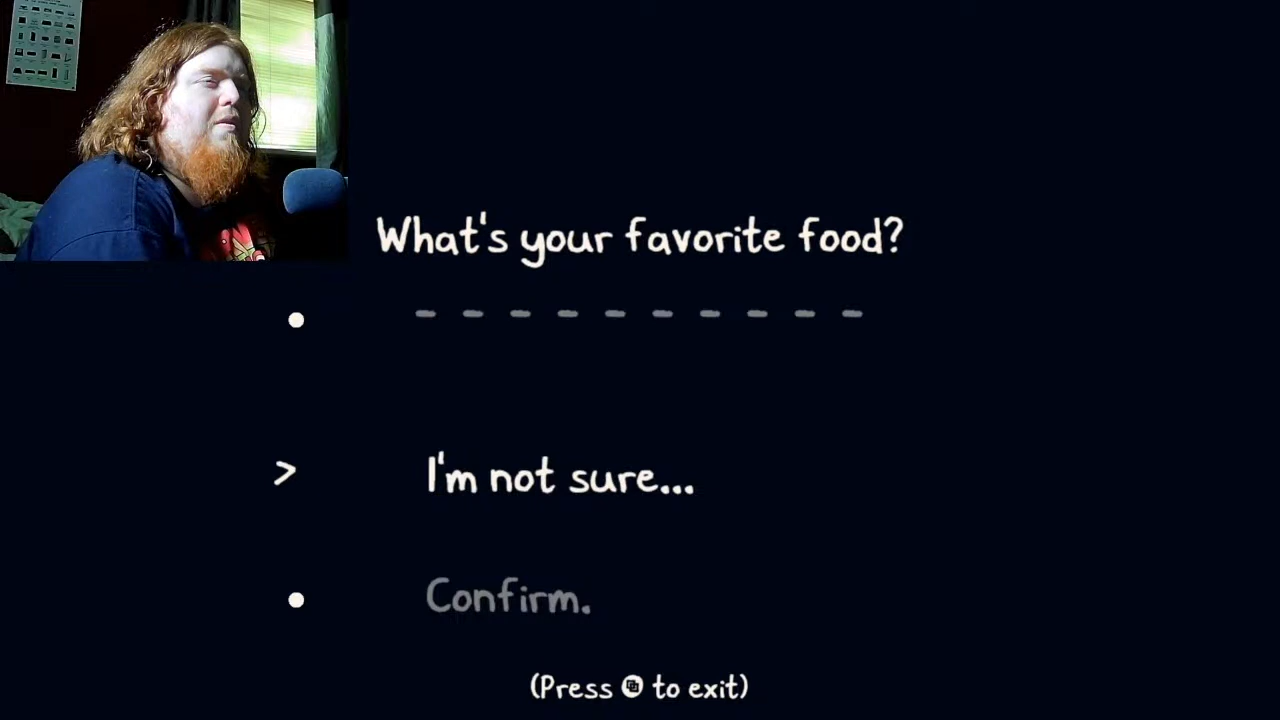 What's your favorite food?
I'm not sure...
Confirm.
(Press to exit)